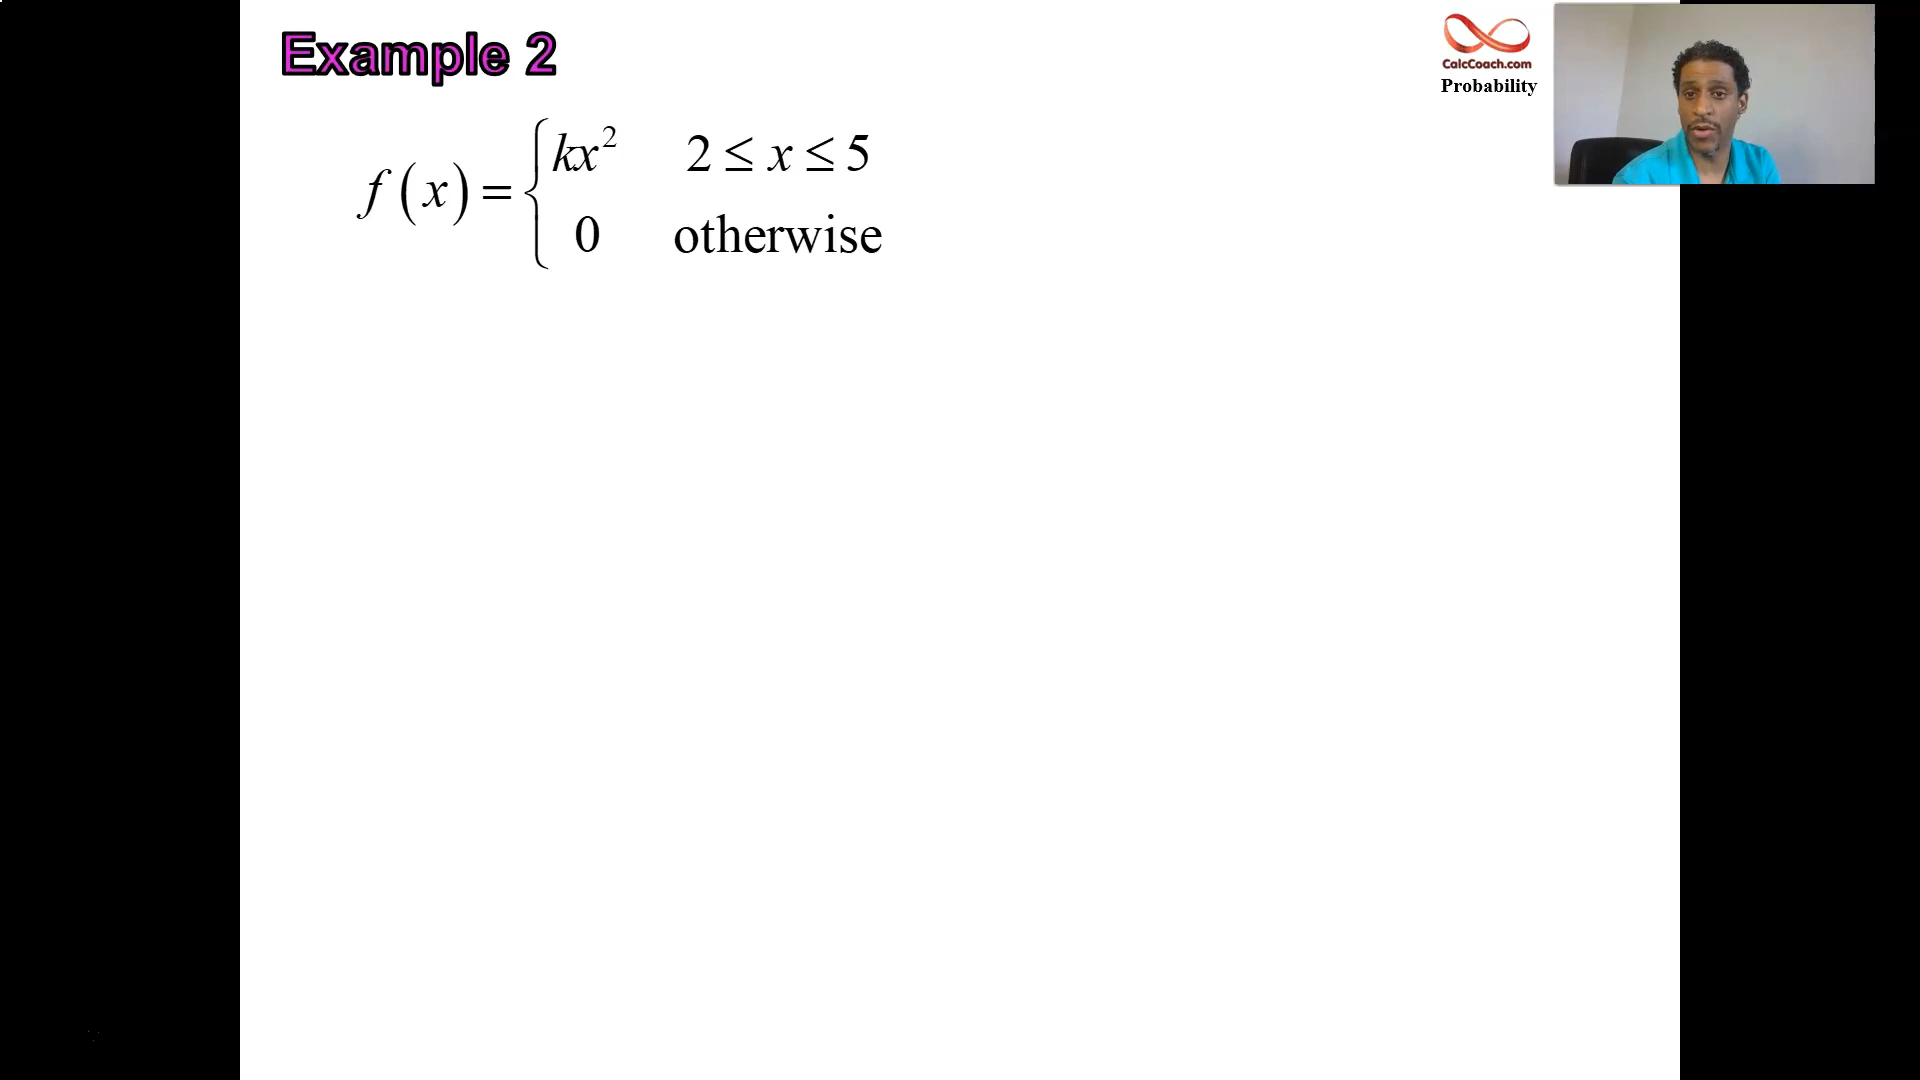 Example 2
CalcCoach.com
Probability
f(x) = { kx² 2 ≤ x ≤ 5
0 otherwise